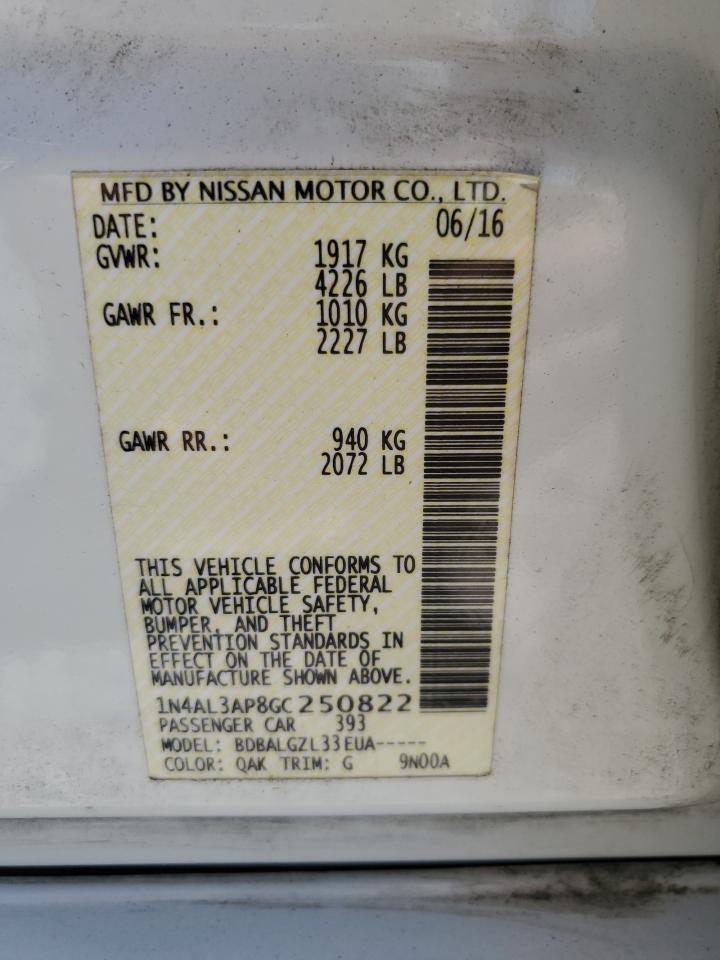 MFD BY NISSAN MOTOR CO., LTD.
DATE: 06/16
GVWR: 1917 KG
4226 LB
GAWR FR.: 1010 KG
2227 LB
GAWR RR.: 940 KG
2072 LB
THIS VEHICLE CONFORMS TO
ALL APPLICABLE FEDERAL
MOTOR VEHICLE SAFETY,
BUMPER, AND THEFT
PREVENTION STANDARDS IN
EFFECT ON THE DATE OF
MANUFACTURE SHOWN ABOVE.
1N4AL3AP8GC250822
PASSENGER CAR 393
MODEL: BDBALGZL33EUA-----
COLOR: QAK TRIM: G 9N00A